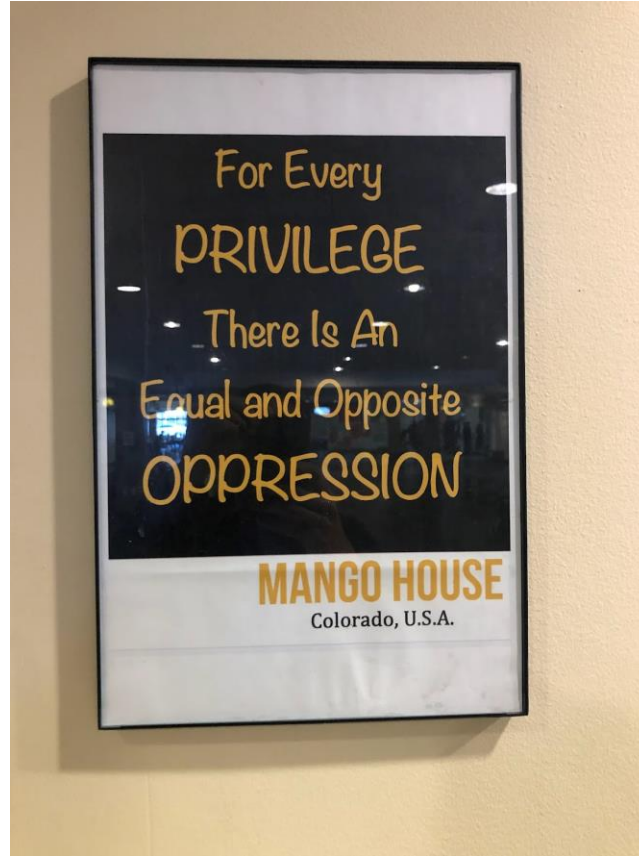 For Every
PRIVILEGE
There Is An
Equal and Opposite
OPPRESSION
MANGO HOUSE
Colorado, U.S.A.